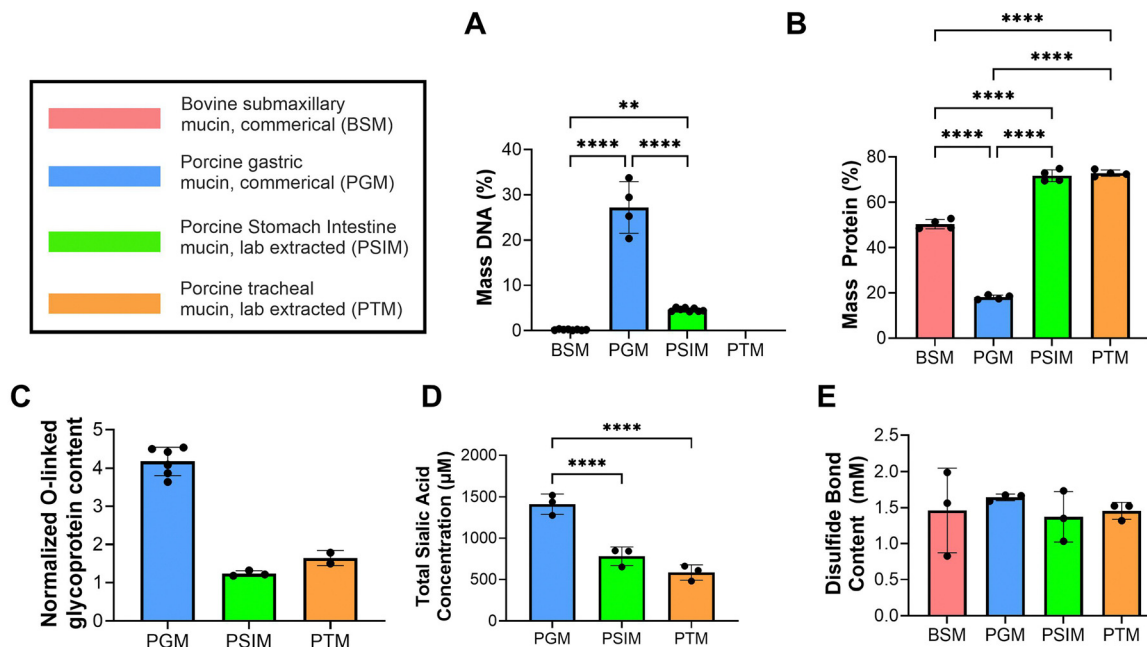 Bovine submaxillary
mucin, commerical (BSM)
Porcine gastric
mucin, commerical (PGM)
Porcine Stomach Intestine
mucin, lab extracted (PSIM)
Porcine tracheal
mucin, lab extracted (PTM)
A
**
**** ****
Mass DNA (%)
40
30
20
10
0
BSM PGM PSIM PTM
B
****
****
****
**** ****
Mass Protein (%)
80
60
40
20
0
BSM PGM PSIM PTM
C
Normalized O-linked
glycoprotein content
5
4
3
2
1
0
PGM PSIM PTM
D
****
****
Total Sialic Acid
Concentration (µM)
2000
1500
1000
500
0
PGM PSIM PTM
E
Disulfide Bond
Content (mM)
2.5
2.0
1.5
1.0
0.5
0.0
BSM PGM PSIM PTM